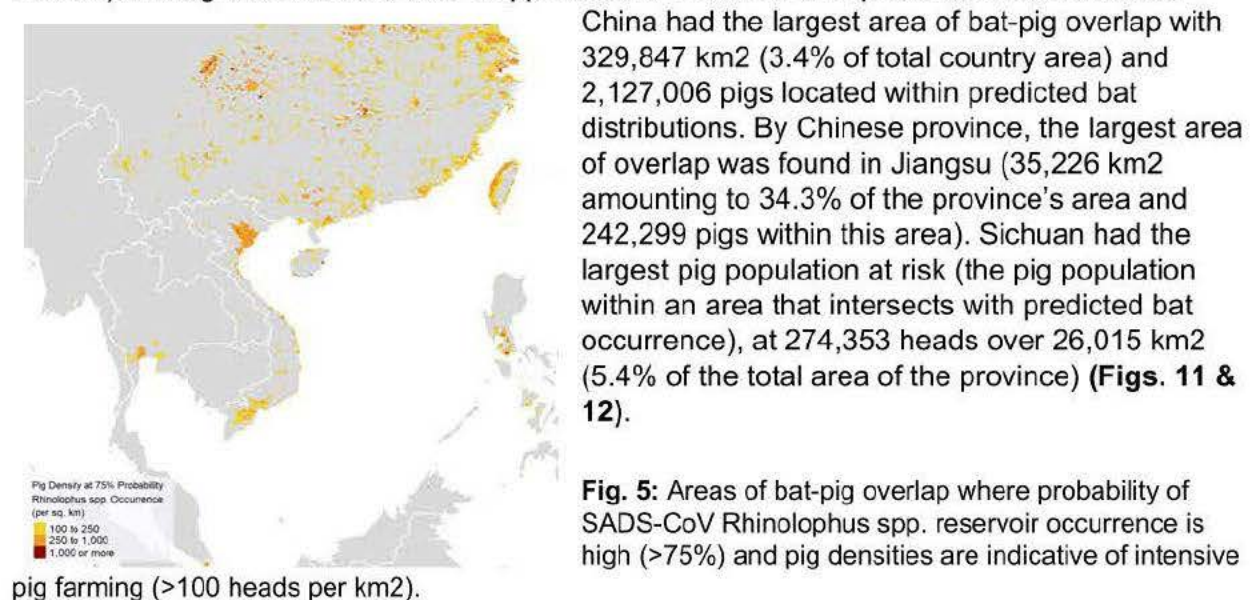 China had the largest area of bat-pig overlap with
329,847 km2 (3.4% of total country area) and
2,127,006 pigs located within predicted bat
distributions. By Chinese province, the largest area
of overlap was found in Jiangsu (35,226 km2
amounting to 34.3% of the province's area and
242,299 pigs within this area). Sichuan had the
largest pig population at risk (the pig population
within an area that intersects with predicted bat
occurrence), at 274,353 heads over 26,015 km2
(5.4% of the total area of the province) (Figs. 11 &
12).
Pig Density at 75% Probability
Rhinolophus spp. Occurrence
(per sq. km)
100 to 250
250 to 1,000
1,000 or more
Fig. 5: Areas of bat-pig overlap where probability of
SADS-CoV Rhinolophus spp. reservoir occurrence is
high (>75%) and pig densities are indicative of intensive
pig farming (>100 heads per km2).